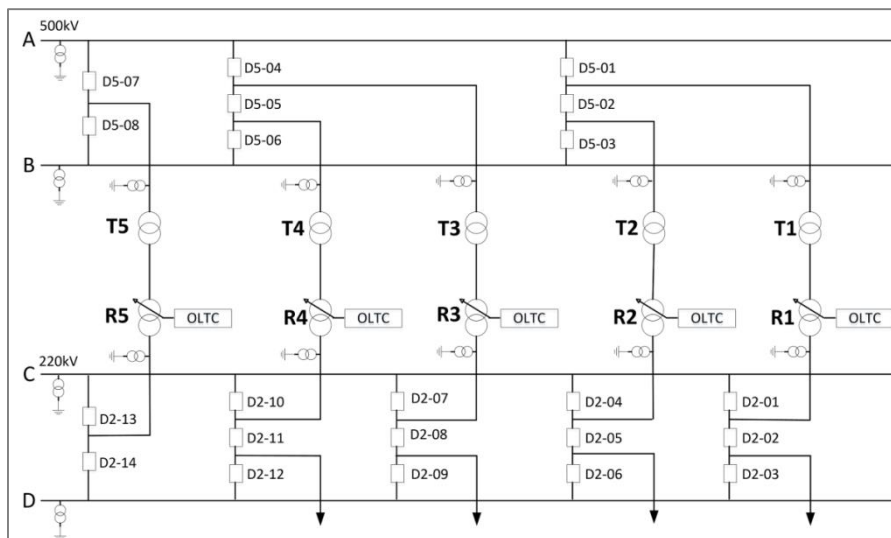 500kV
A
D5-07
D5-04
D5-01
D5-05
D5-02
D5-08
D5-06
D5-03
B
T5
T4
T3
T2
T1
R5
OLTC
R4
OLTC
R3
OLTC
R2
OLTC
R1
OLTC
220kV
C
D2-13
D2-10
D2-07
D2-04
D2-01
D2-11
D2-08
D2-05
D2-02
D2-14
D2-12
D2-09
D2-06
D2-03
D